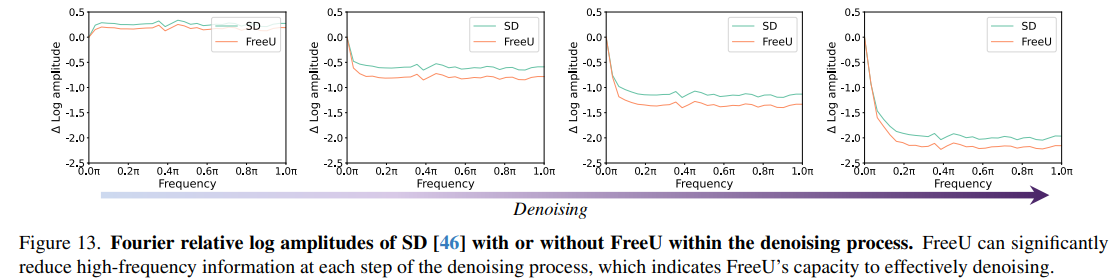 0.5
0.0
-0.5
-1.0
-1.5
-2.0
-2.5
Δ Log amplitude
SD
FreeU
0.0π 0.2π 0.4π 0.6π 0.8π 1.0π
Frequency
0.5
0.0
-0.5
-1.0
-1.5
-2.0
-2.5
Δ Log amplitude
SD
FreeU
0.0π 0.2π 0.4π 0.6π 0.8π 1.0π
Frequency
0.5
0.0
-0.5
-1.0
-1.5
-2.0
-2.5
Δ Log amplitude
SD
FreeU
0.0π 0.2π 0.4π 0.6π 0.8π 1.0π
Frequency
0.5
0.0
-0.5
-1.0
-1.5
-2.0
-2.5
Δ Log amplitude
SD
FreeU
0.0π 0.2π 0.4π 0.6π 0.8π 1.0π
Frequency
Denoising
Figure 13. Fourier relative log amplitudes of SD [46] with or without FreeU within the denoising process. FreeU can significantly
reduce high-frequency information at each step of the denoising process, which indicates FreeU's capacity to effectively denoising.